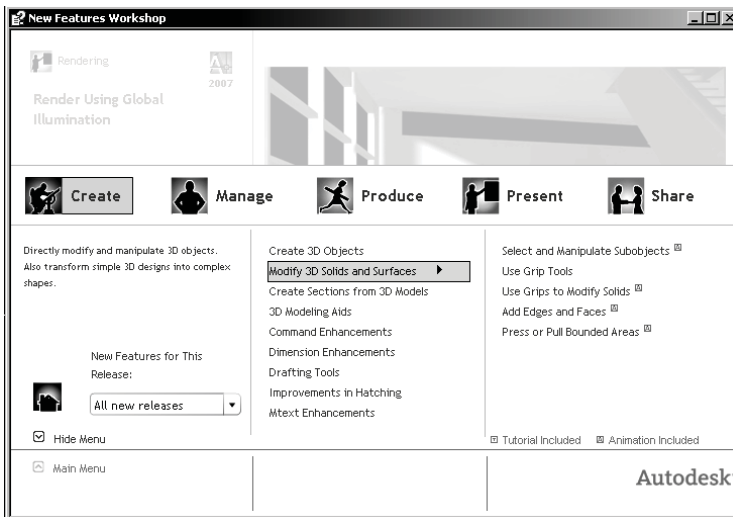 New Features Workshop
Rendering
2007
Render Using Global
Illumination
Create
Manage
Produce
Present
Share
Directly modify and manipulate 3D objects.
Also transform simple 3D designs into complex
shapes.
New Features for This
Release:
All new releases
Hide Menu
Create 3D Objects
Modify 3D Solids and Surfaces
Create Sections from 3D Models
3D Modeling Aids
Command Enhancements
Dimension Enhancements
Drafting Tools
Improvements in Hatching
Mtext Enhancements
Select and Manipulate Subobjects
Use Grip Tools
Use Grips to Modify Solids
Add Edges and Faces
Press or Pull Bounded Areas
Tutorial Included
Animation Included
Main Menu
Autodesk